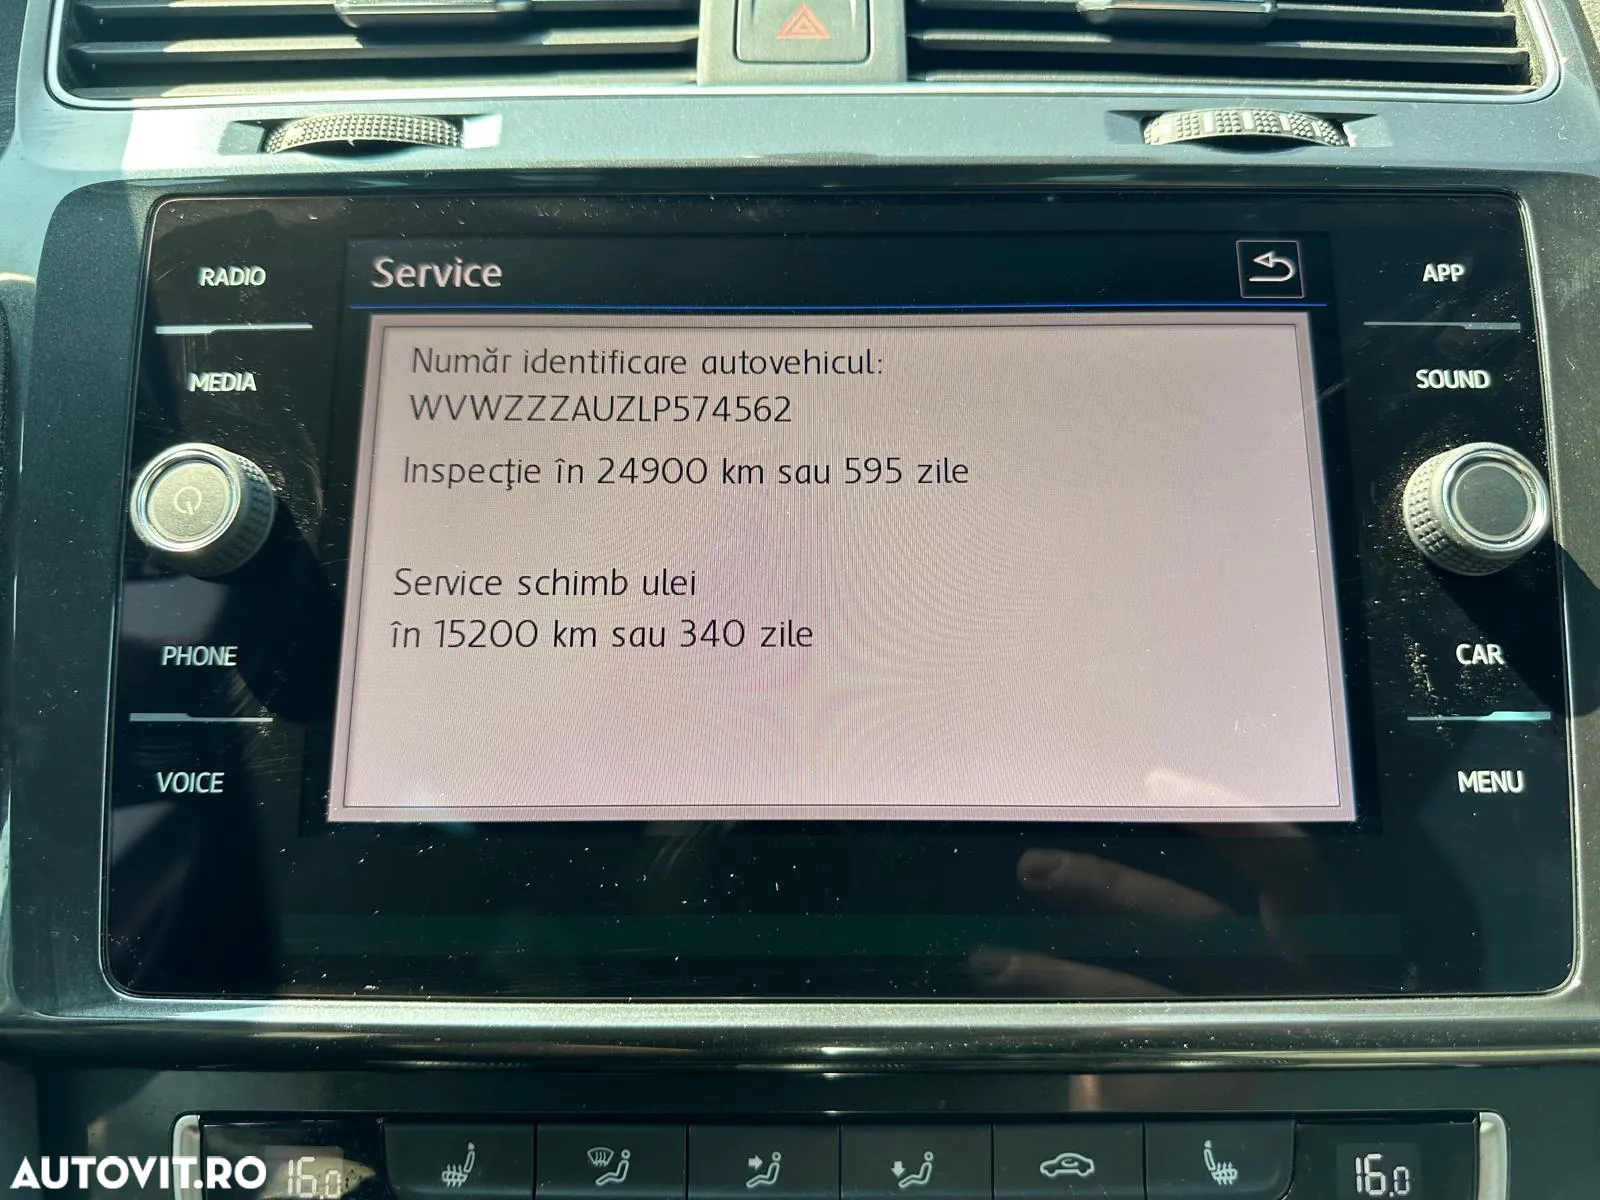 RADIO
MEDIA
PHONE
VOICE
Service
Număr identificare autovehicul:
WVWZZZAUZLP574562
Inspecţie în 24900 km sau 595 zile
Service schimb ulei
în 15200 km sau 340 zile
APP
SOUND
CAR
MENU
16.0
16.0
AUTOVIT.RO